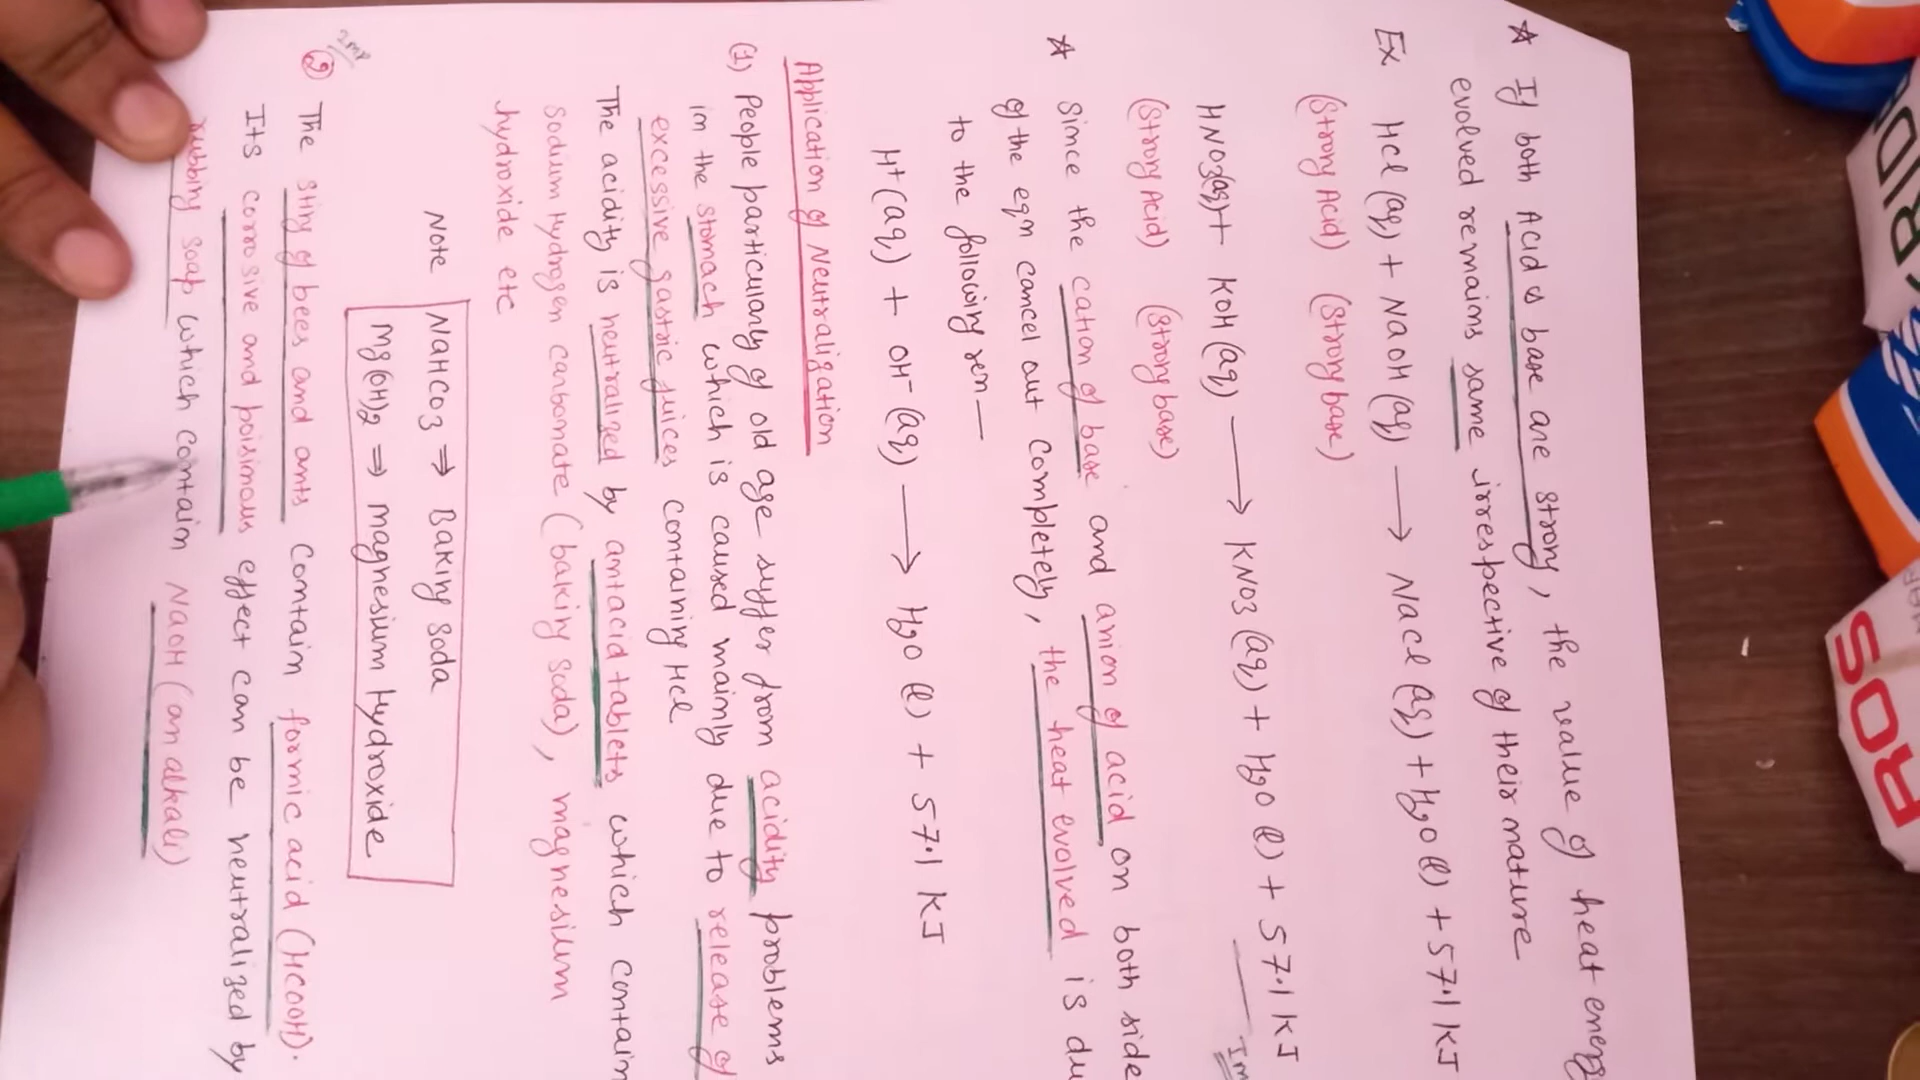 ☆ If both Acid & base are strong, the value of heat energ
evolved remains same irrespective of their mature
Ex HCl (aq) + NaOH (aq) ⟶ NaCl (aq) + H2O (l) + 57.1 KJ
(Strong Acid) (Strong base)
HNO3(aq) + KOH (aq) ⟶ KNO3 (aq) + H2O (l) + 57.1 KJ
Im
(Strong Acid) (Strong base)
☆ Since the cation of base and anion of acid on both side
of the eqn cancel out completely, the heat evolved is du
to the following rxn —
H+(aq) + OH-(aq) ⟶ H2O (l) + 57.1 KJ
Application of Neutralization
(1) People particularly of old age suffer from acidity problems
in the stomach which is caused mainly due to release of
excessive gastric juices containing HCl
The acidity is neutralized by antacid tablets which contain
Sodium Hydrogen carbonate (baking soda), magnesium
hydroxide etc
Note NaHCO3 ⇒ Baking Soda
Mg(OH)2 ⇒ magnesium Hydroxide
Imp
(2) The sting of bees and ants contain formic acid (HCOOH).
Its corrosive and poisinous effect can be neutralized by
rubbing soap which contain NaOH (an alkali)
RID
ROS